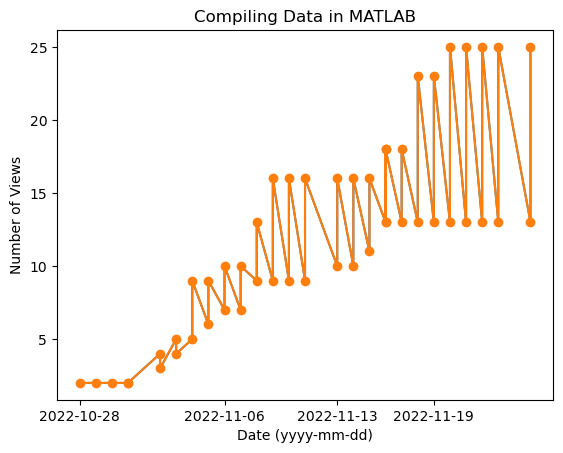 Compiling Data in MATLAB
Number of Views
25
20
15
10
5
2022-10-28 2022-11-06 2022-11-13 2022-11-19
Date (yyyy-mm-dd)